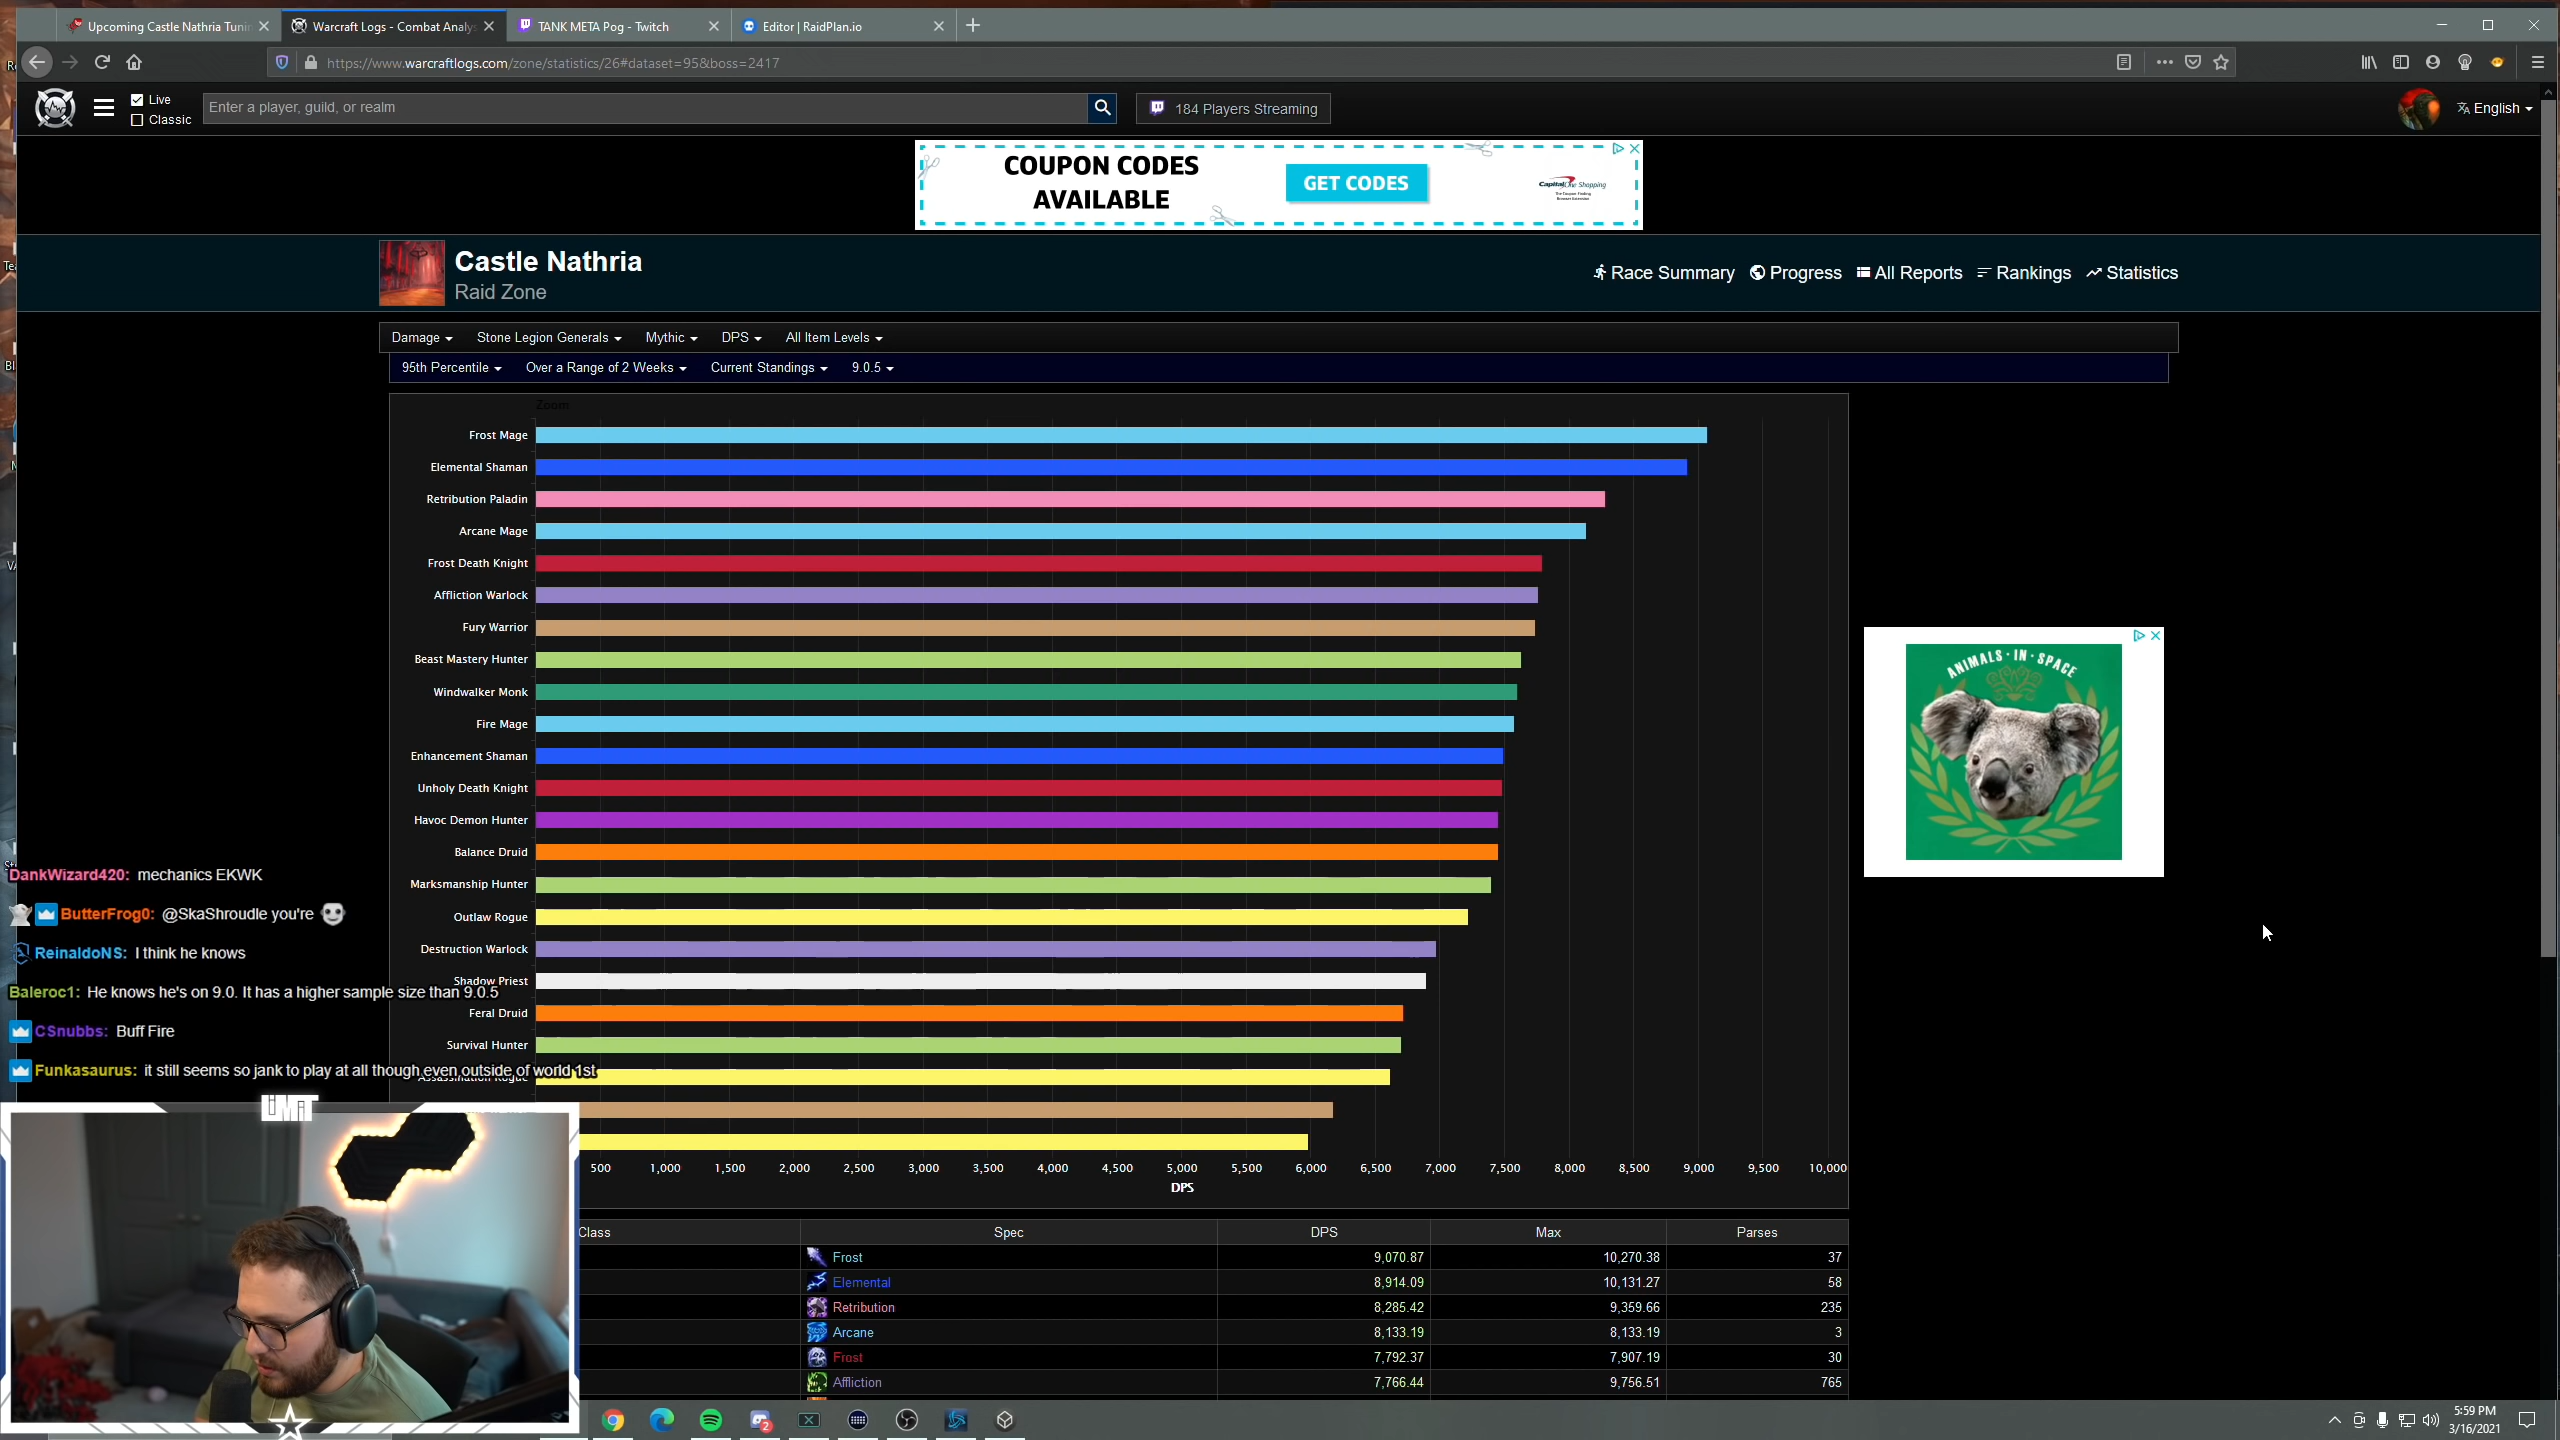 Upcoming Castle Nathria Tunin
Warcraft Logs - Combat Analys
TANK META Pog - Twitch
Editor | RaidPlan.io
https://www.warcraftlogs.com/zone/statistics/26#dataset=95&boss=2417
Live
Classic
Enter a player, guild, or realm
184 Players Streaming
English
COUPON CODES
AVAILABLE
GET CODES
Capital One Shopping
Castle Nathria
Raid Zone
Race Summary
Progress
All Reports
Rankings
Statistics
Damage
Stone Legion Generals
Mythic
DPS
All Item Levels
95th Percentile
Over a Range of 2 Weeks
Current Standings
9.0.5
Zoom
Frost Mage
Elemental Shaman
Retribution Paladin
Arcane Mage
Frost Death Knight
Affliction Warlock
Fury Warrior
Beast Mastery Hunter
Windwalker Monk
Fire Mage
Enhancement Shaman
Unholy Death Knight
Havoc Demon Hunter
Balance Druid
Marksmanship Hunter
Outlaw Rogue
Destruction Warlock
Shadow Priest
Feral Druid
Survival Hunter
Assassination Rogue
ANIMALS · IN · SPACE
DankWizard420: mechanics EKWK
ButterFrog0: @SkaShroudle you're
ReinaldoNS: I think he knows
Baleroc1: He knows he's on 9.0. It has a higher sample size than 9.0.5
CSnubbs: Buff Fire
Funkasaurus: it still seems so jank to play at all though even outside of world 1st
LIMIT
500 1,000 1,500 2,000 2,500 3,000 3,500 4,000 4,500 5,000 5,500 6,000 6,500 7,000 7,500 8,000 8,500 9,000 9,500 10,000
DPS
Class Spec DPS Max Parses
Frost 9,070.87 10,270.38 37
Elemental 8,914.09 10,131.27 58
Retribution 8,285.42 9,359.66 235
Arcane 8,133.19 8,133.19 3
Frost 7,792.37 7,907.19 30
Affliction 7,766.44 9,756.51 765
2
5:59 PM
3/16/2021